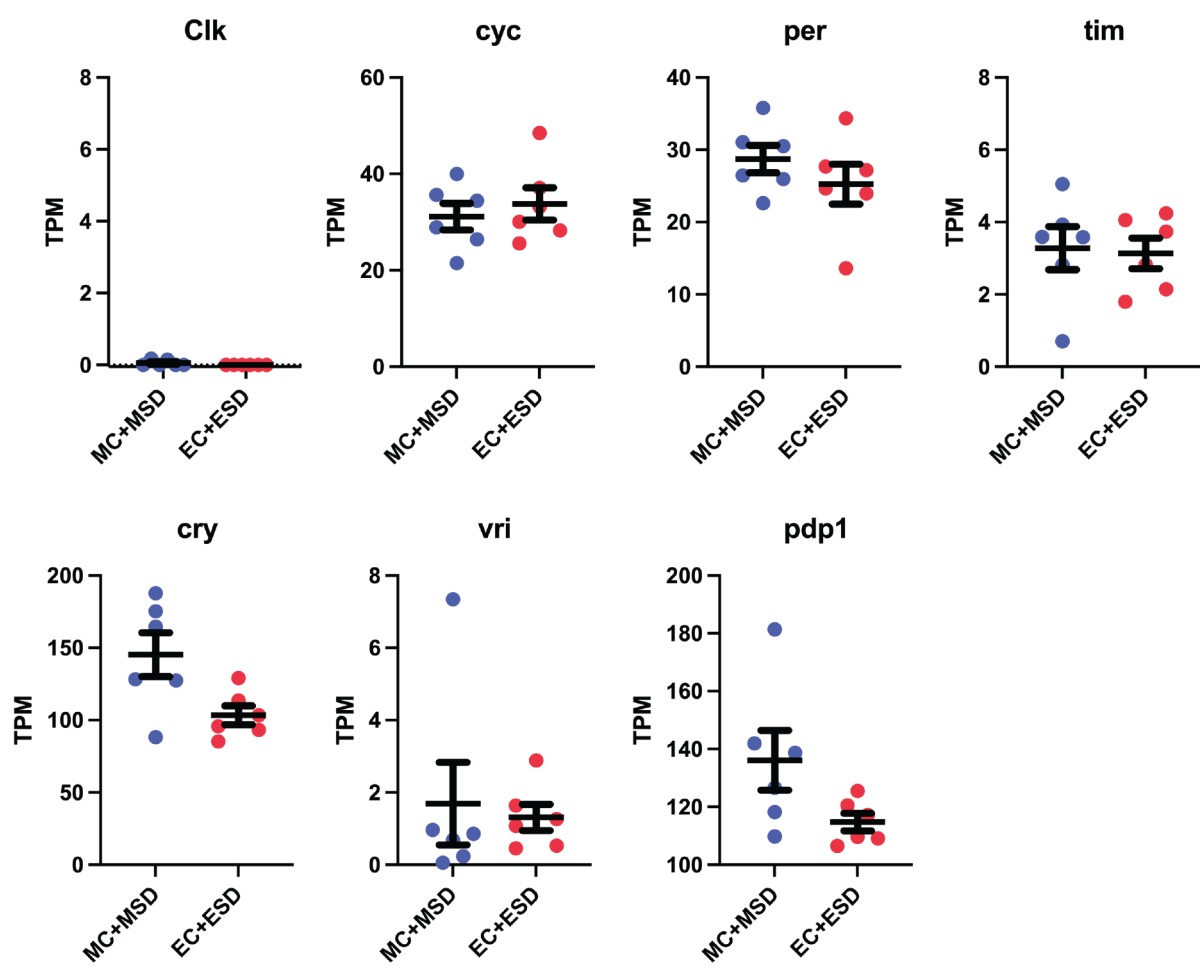 Clk
8
6
4
2
0
TPM
MC+MSD
EC+ESD
cyc
60
40
20
0
TPM
MC+MSD
EC+ESD
per
40
30
20
10
0
TPM
MC+MSD
EC+ESD
tim
8
6
4
2
0
TPM
MC+MSD
EC+ESD
cry
200
150
100
50
0
TPM
MC+MSD
EC+ESD
vri
8
6
4
2
0
TPM
MC+MSD
EC+ESD
pdp1
200
180
160
140
120
100
TPM
MC+MSD
EC+ESD